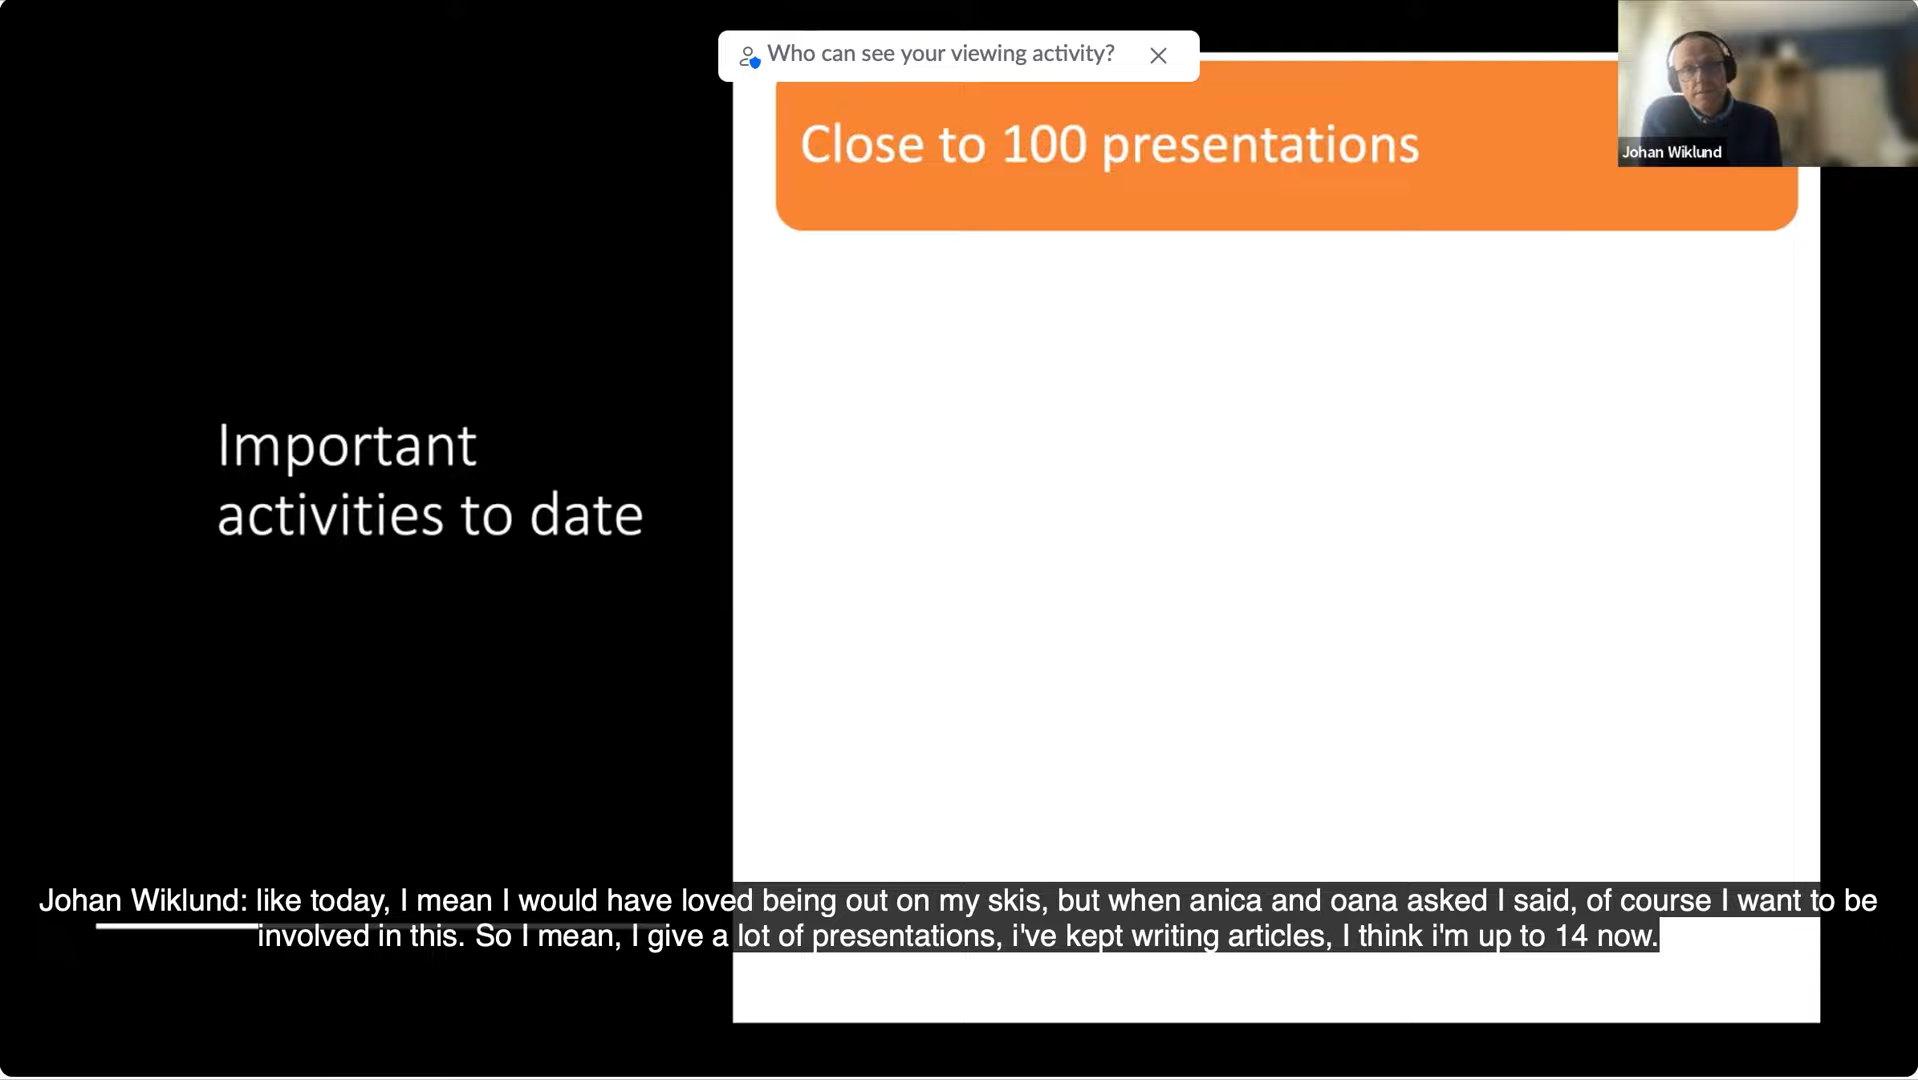 Who can see your viewing activity?
Close to 100 presentations
Johan Wiklund
Important
activities to date
Johan Wiklund: like today, I mean I would have loved being out on my skis, but when anica and oana asked I said, of course I want to be
involved in this. So I mean, I give a lot of presentations, i've kept writing articles, I think i'm up to 14 now.